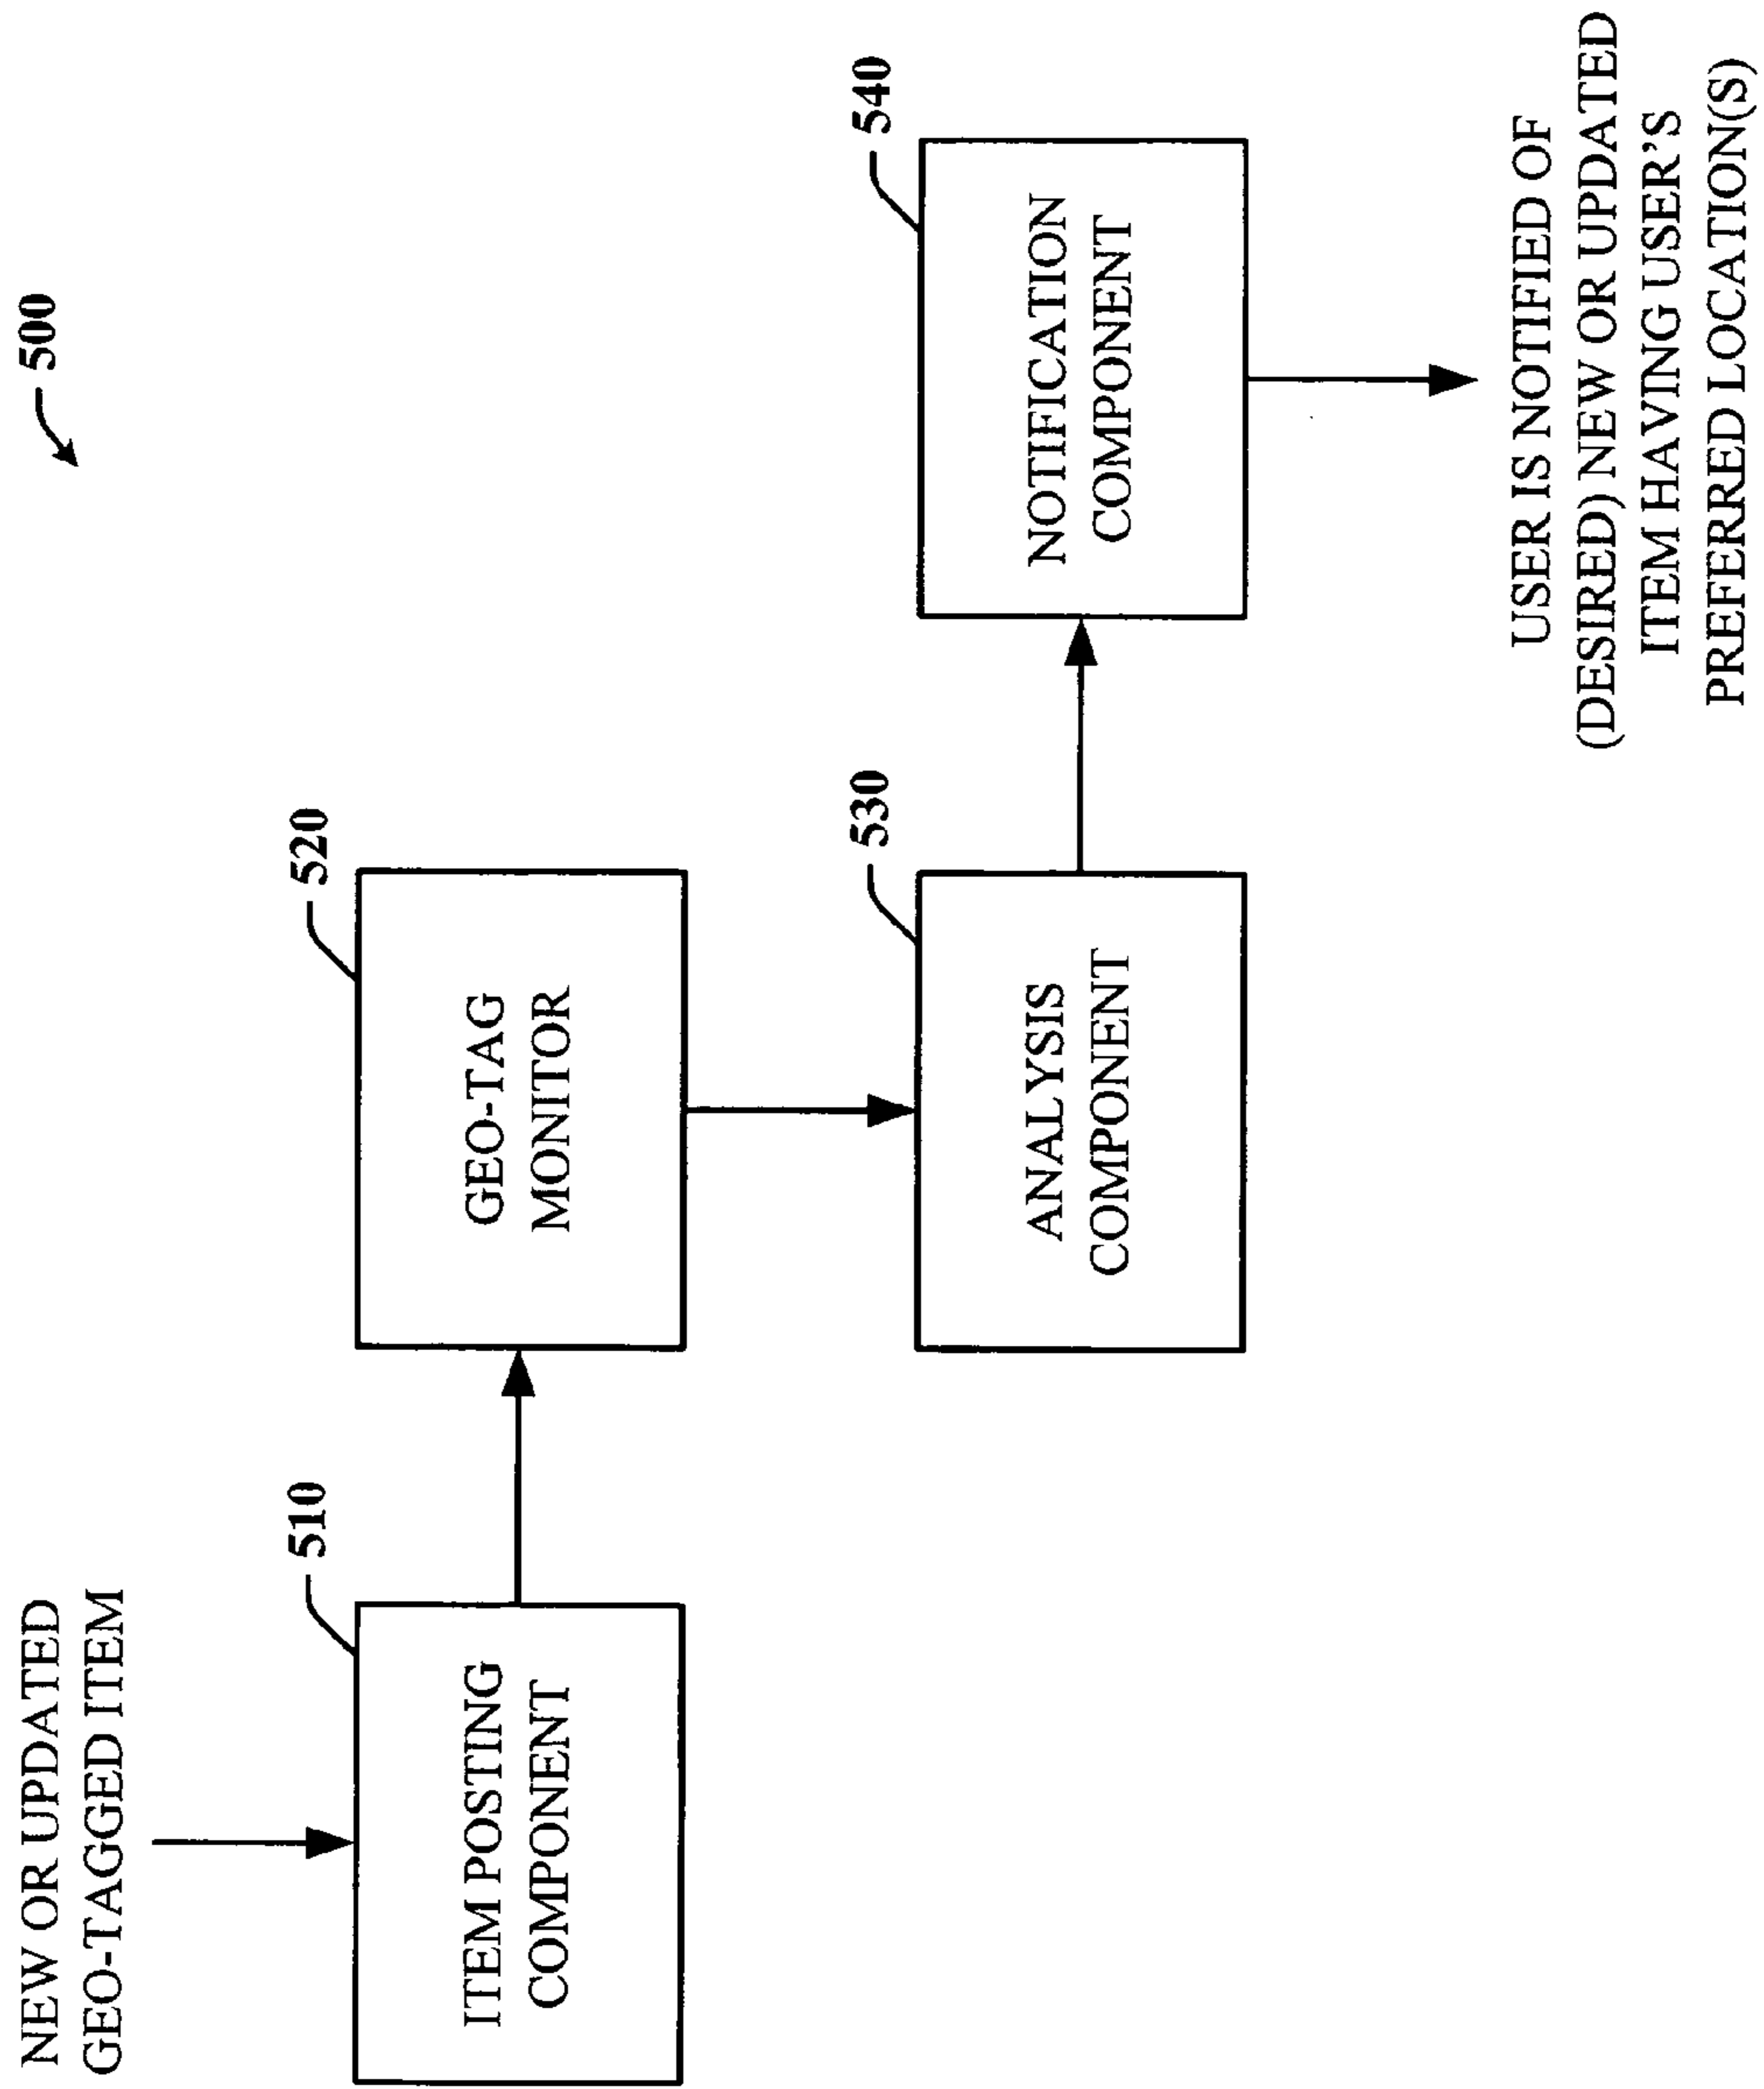 500
NEW OR UPDATED
GEO-TAGGED ITEM
510
ITEM POSTING
COMPONENT
520
GEO-TAG
MONITOR
530
ANALYSIS
COMPONENT
540
NOTIFICATION
COMPONENT
USER IS NOTIFIED OF
(DESIRED) NEW OR UPDATED
ITEM HAVING USER'S
PREFERRED LOCATION(S)